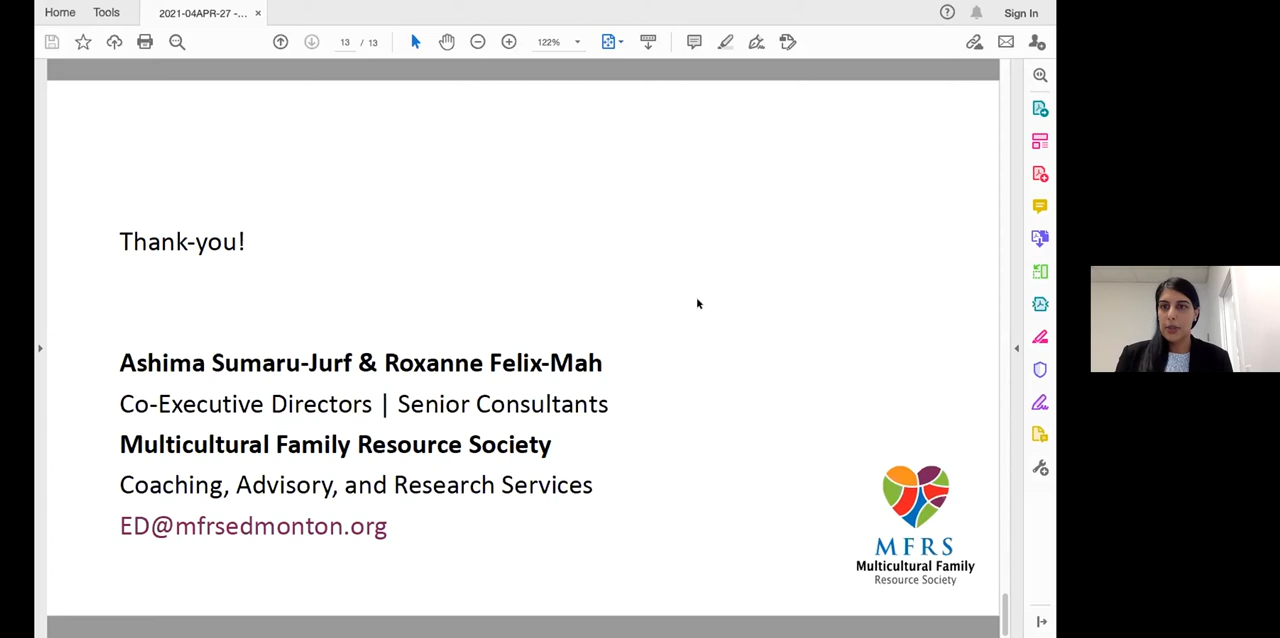 Home Tools 2021-04APR-27 -... × Sign In
13 / 13 122%
Thank-you!
Ashima Sumaru-Jurf & Roxanne Felix-Mah
Co-Executive Directors | Senior Consultants
Multicultural Family Resource Society
Coaching, Advisory, and Research Services
ED@mfrsedmonton.org
MFRS
Multicultural Family
Resource Society